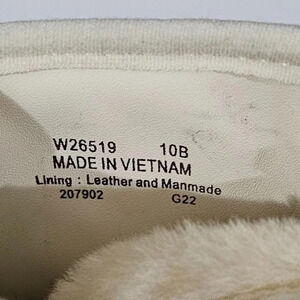 W26519 10B
MADE IN VIETNAM
Lining : Leather and Manmade
207902 G22